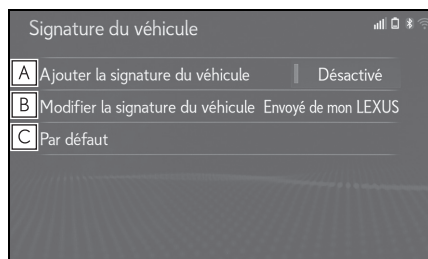 Signature du véhicule
A Ajouter la signature du véhicule Désactivé
B Modifier la signature du véhicule Envoyé de mon LEXUS
C Par défaut